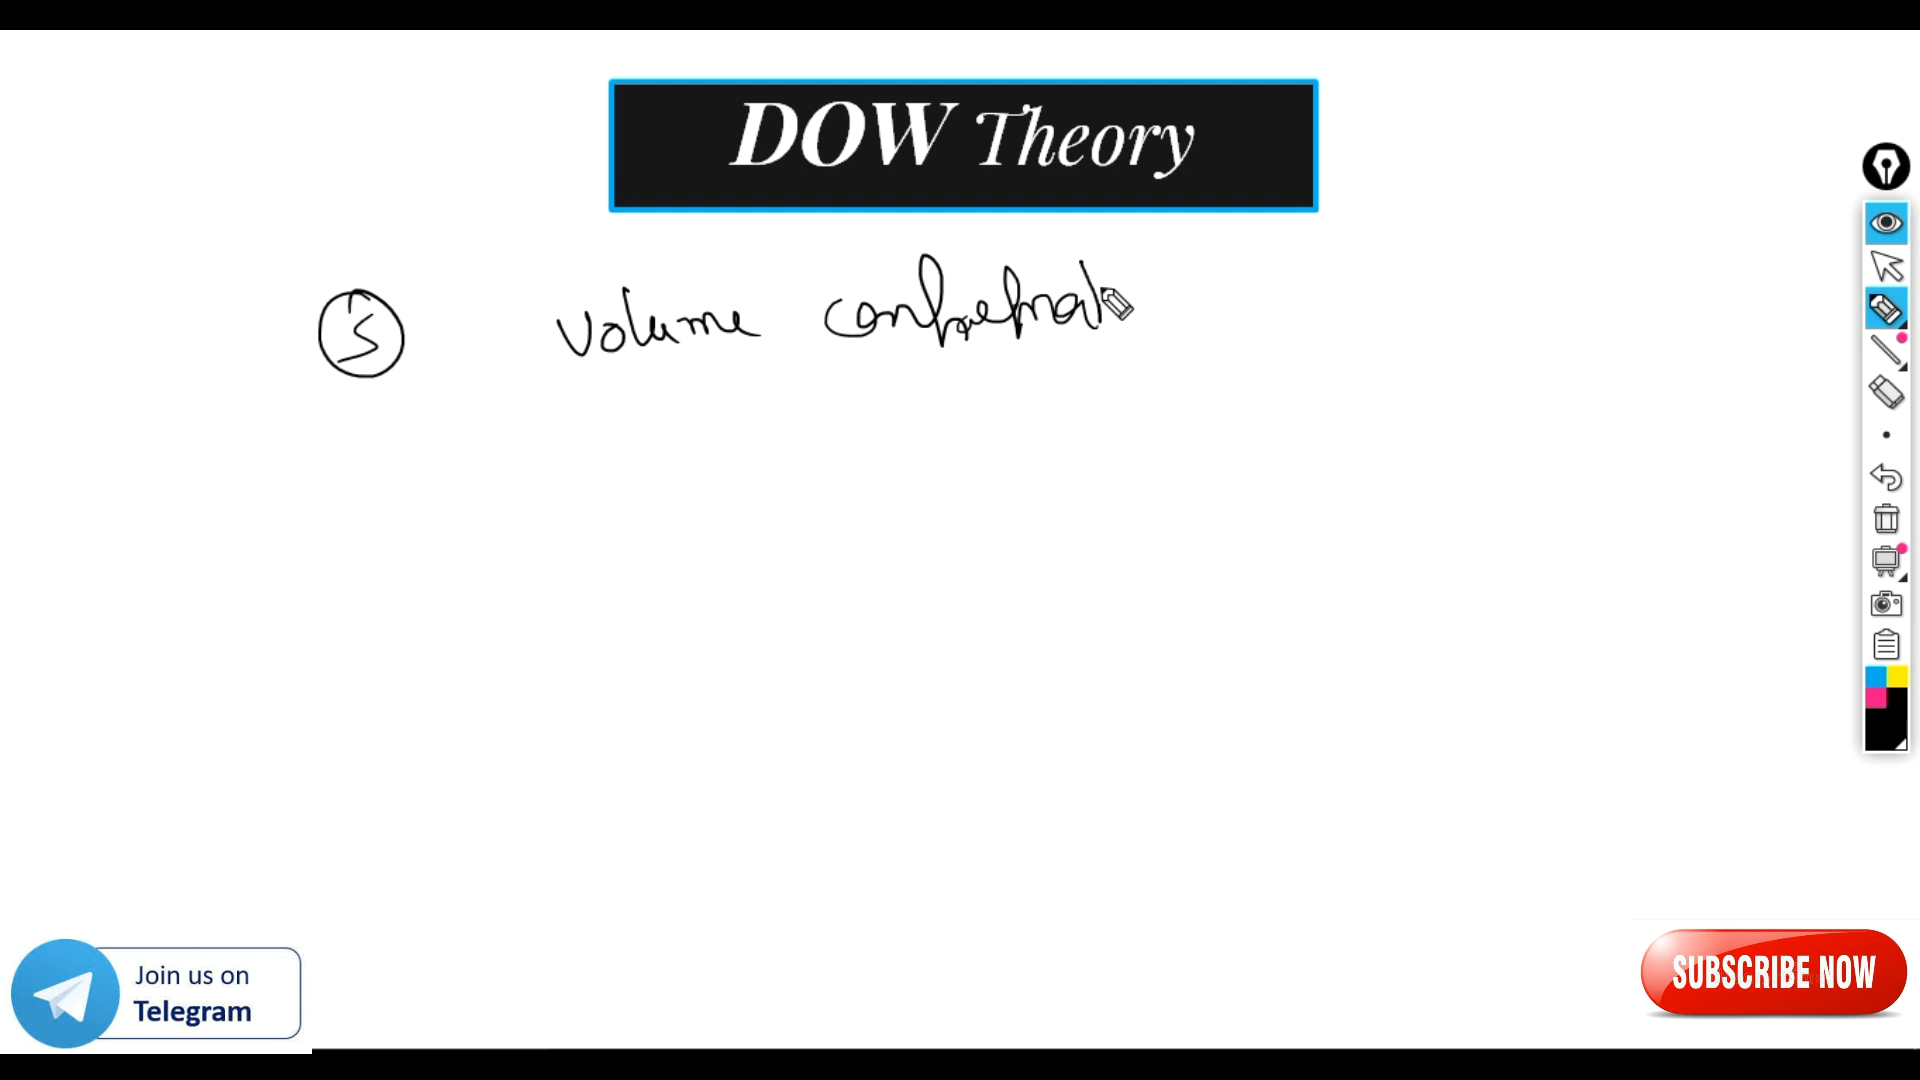 DOW Theory
5 volume
Join us on
Telegram
SUBSCRIBE NOW